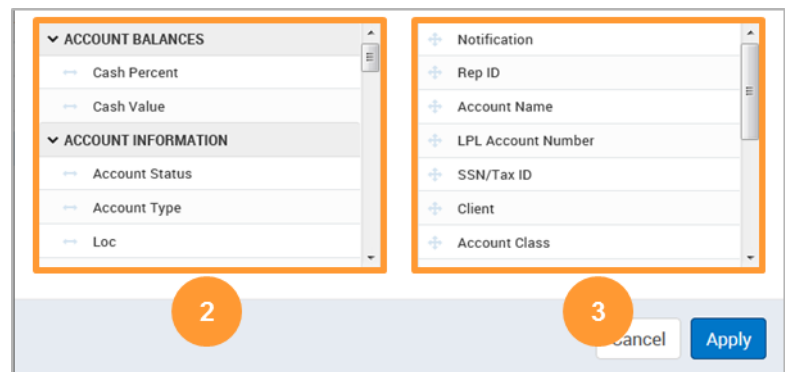 ACCOUNT BALANCES
Cash Percent
Cash Value
ACCOUNT INFORMATION
Account Status
Account Type
Loc
Notification
Rep ID
Account Name
LPL Account Number
SSN/Tax ID
Client
Account Class
2
3
Cancel
Apply